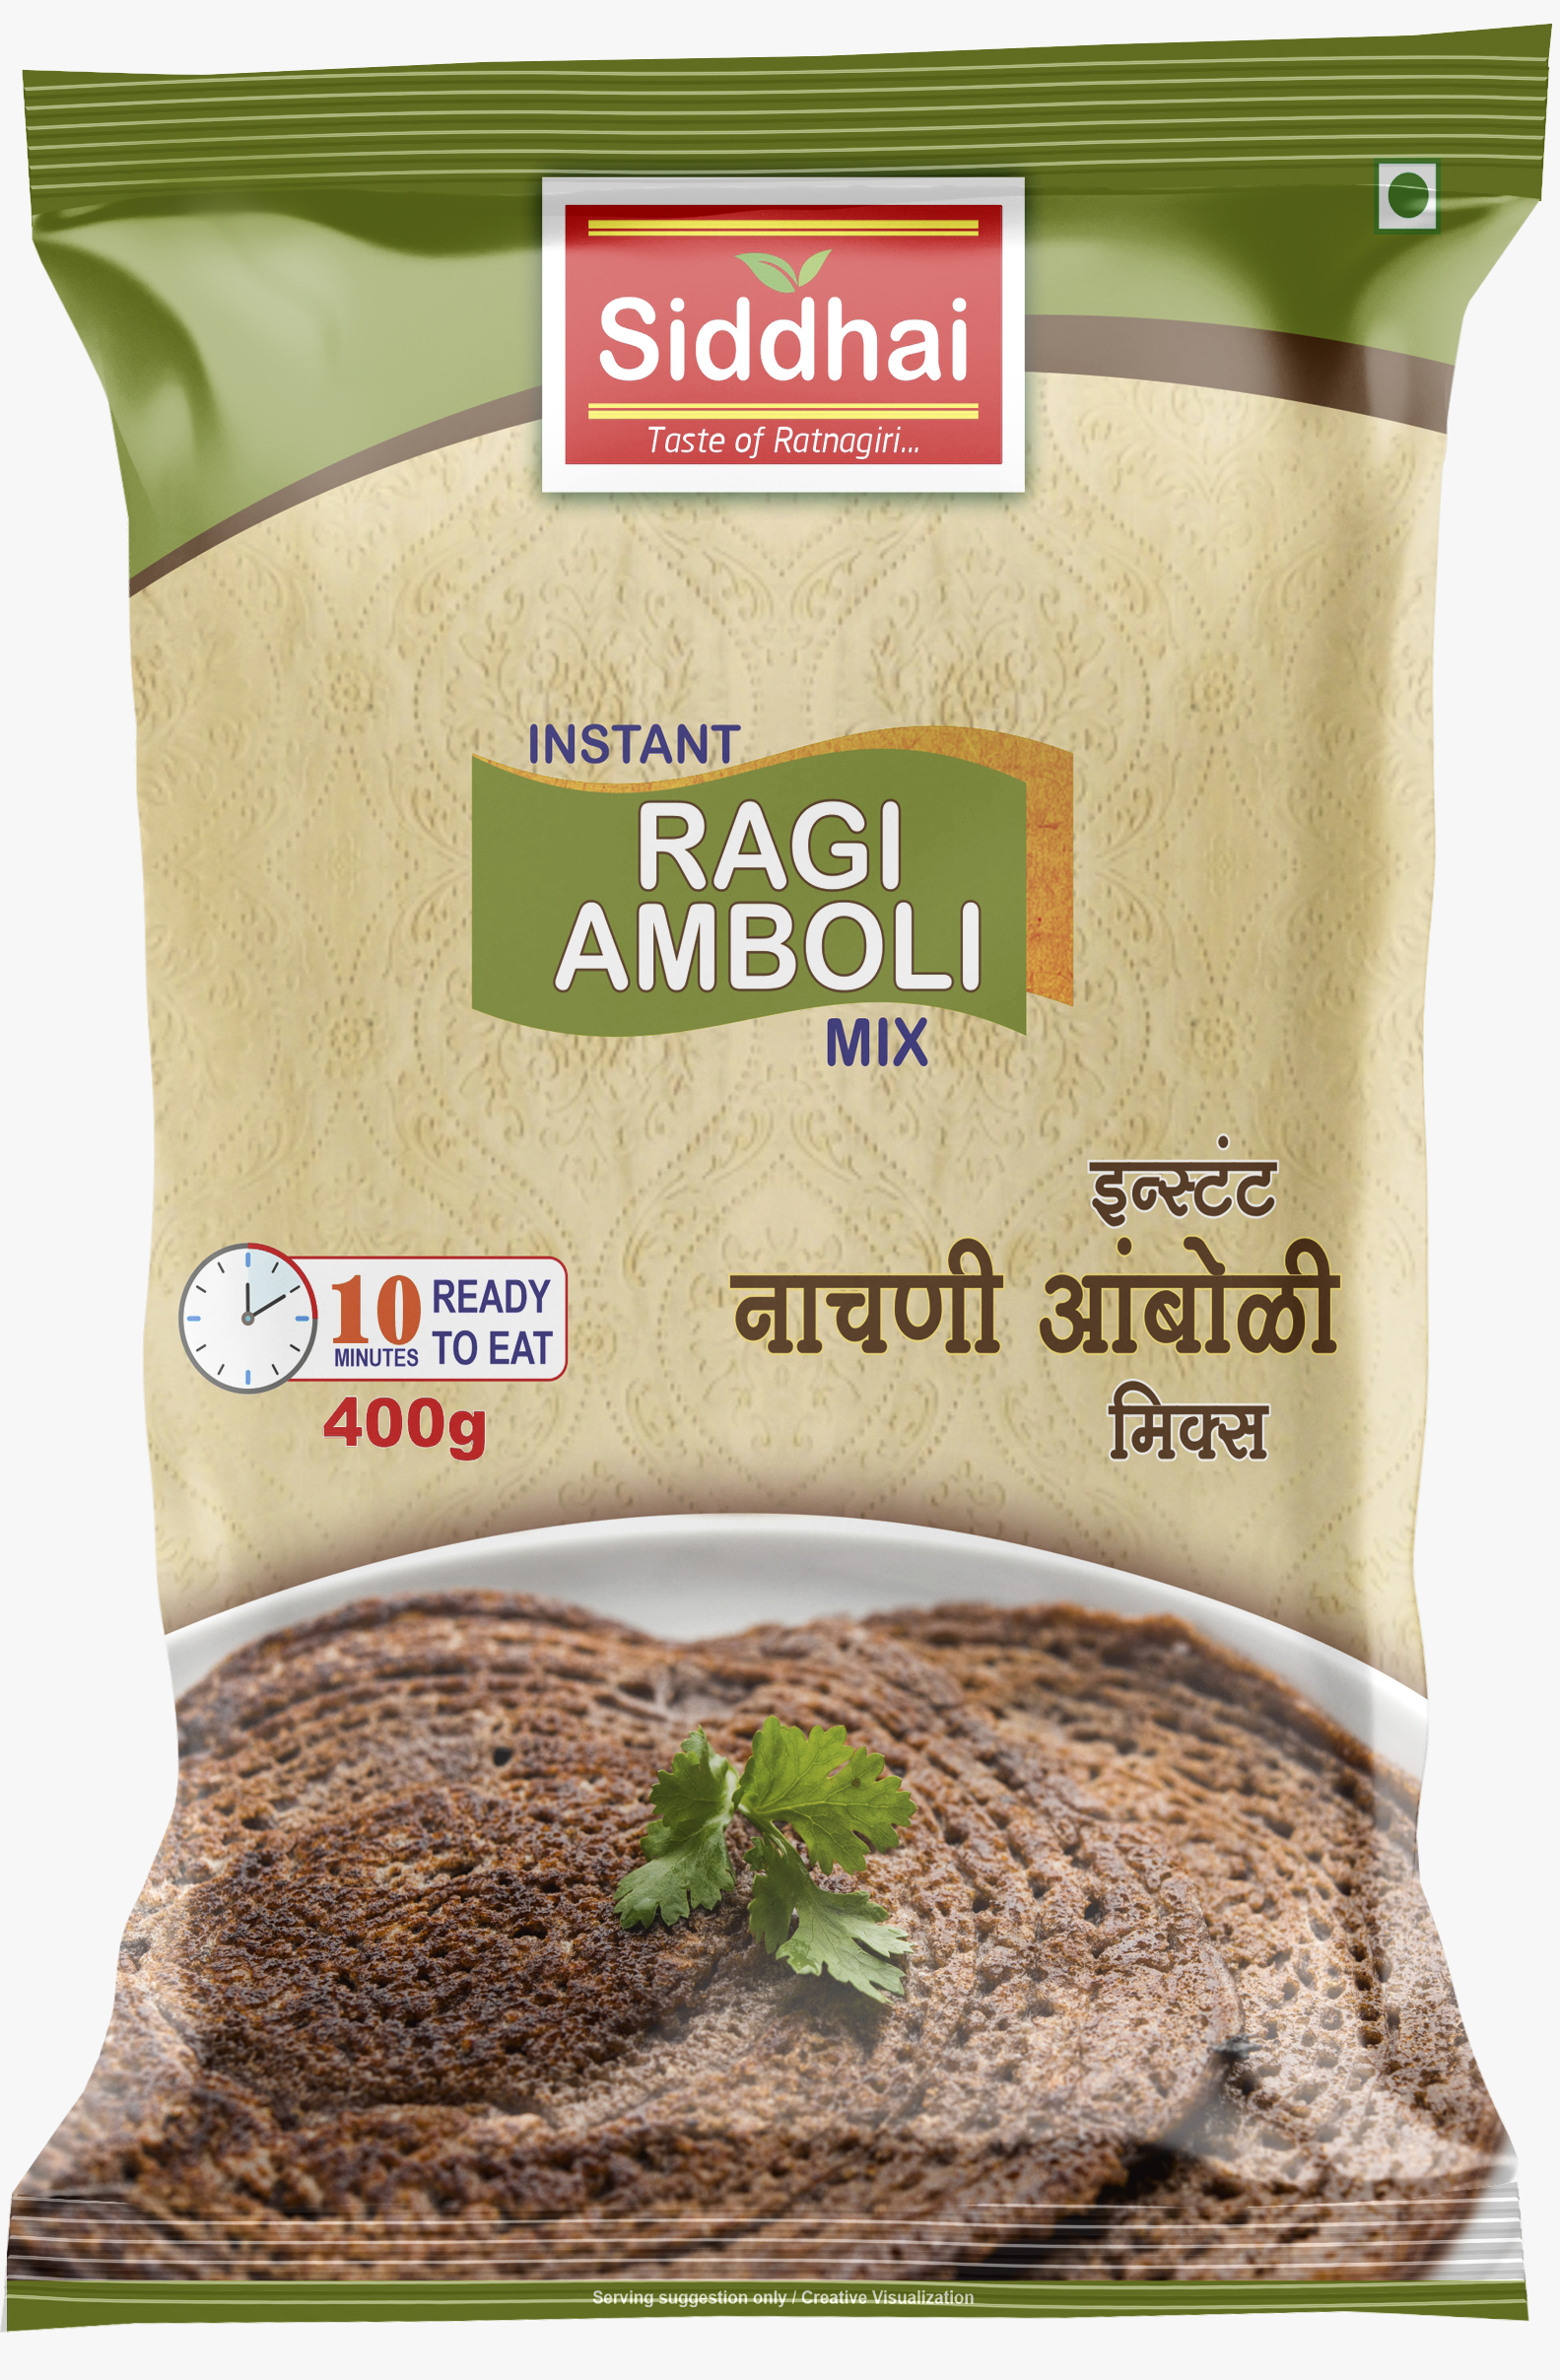 Siddhai
Taste of Ratnagiri...
INSTANT
RAGI
AMBOLI
MIX
इन्स्टंट
नाचणी आंबोळी
मिक्स
10 MINUTES
READY
TO EAT
400g
Serving suggestion only / Creative Visualization